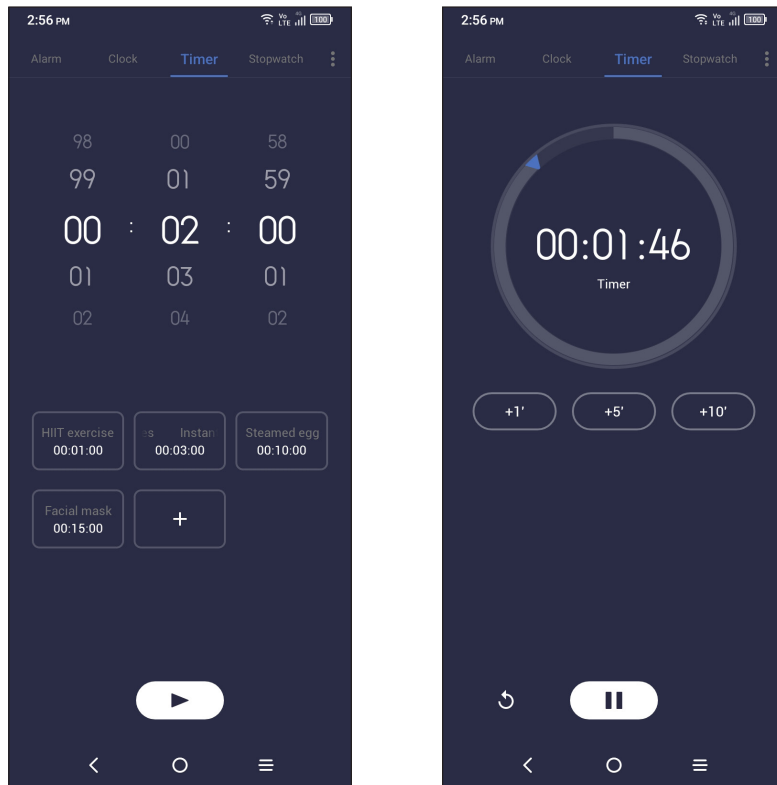 2:56 PM Vo LTE 4G 100
Alarm Clock Timer Stopwatch
98 00 58
99 01 59
00 : 02 : 00
01 03 01
02 04 02
HIIT exercise es Instan Steamed egg
00:01:00 00:03:00 00:10:00
Facial mask
00:15:00
+
2:56 PM Vo LTE 4G 100
Alarm Clock Timer Stopwatch
00:01:46
Timer
+1' +5' +10'